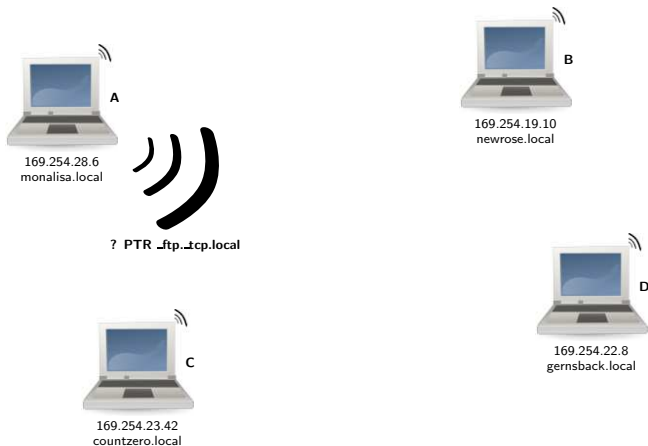 A
169.254.28.6
monalisa.local
B
169.254.19.10
newrose.local
? PTR _ftp._tcp.local
D
169.254.22.8
gernsback.local
C
169.254.23.42
countzero.local